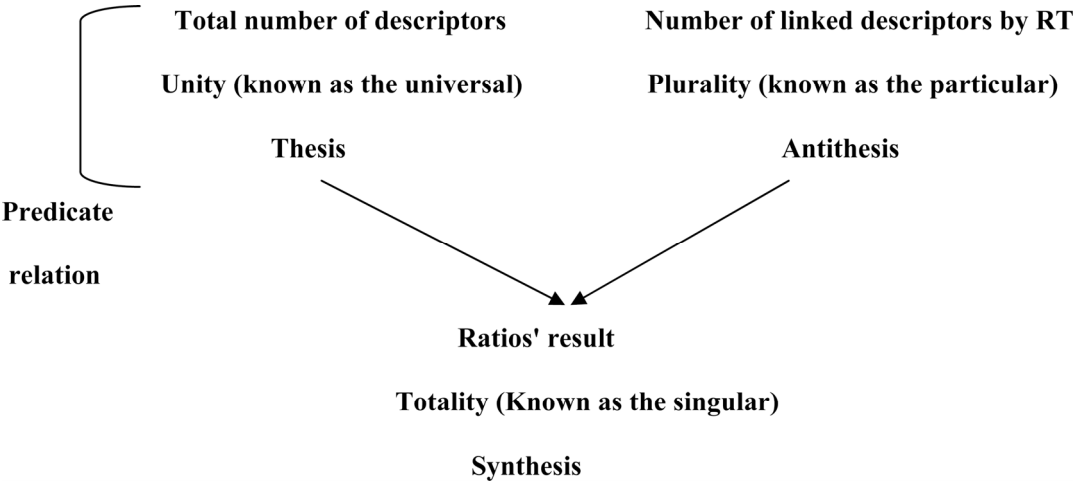 Total number of descriptors
Number of linked descriptors by RT
Unity (known as the universal)
Plurality (known as the particular)
Thesis
Antithesis
Predicate
relation
Ratios' result
Totality (Known as the singular)
Synthesis